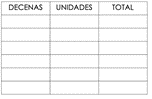 DECENAS UNIDADES TOTAL